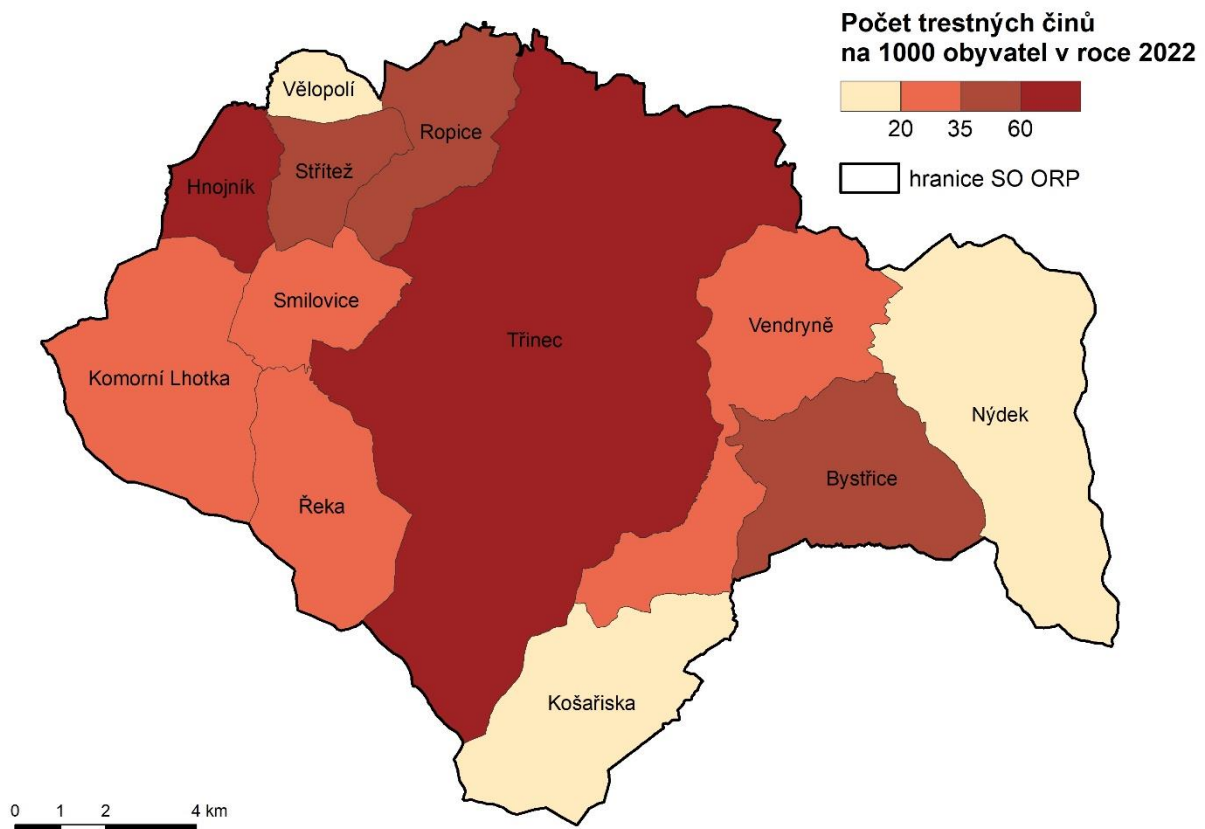 Počet trestných činů
na 1000 obyvatel v roce 2022
20 35 60
hranice SO ORP
Vělopolí
Ropice
Střítež
Hnojník
Smilovice
Vendryně
Třinec
Komorní Lhotka
Nýdek
Bystřice
Řeka
Košařiska
0 1 2 4 km